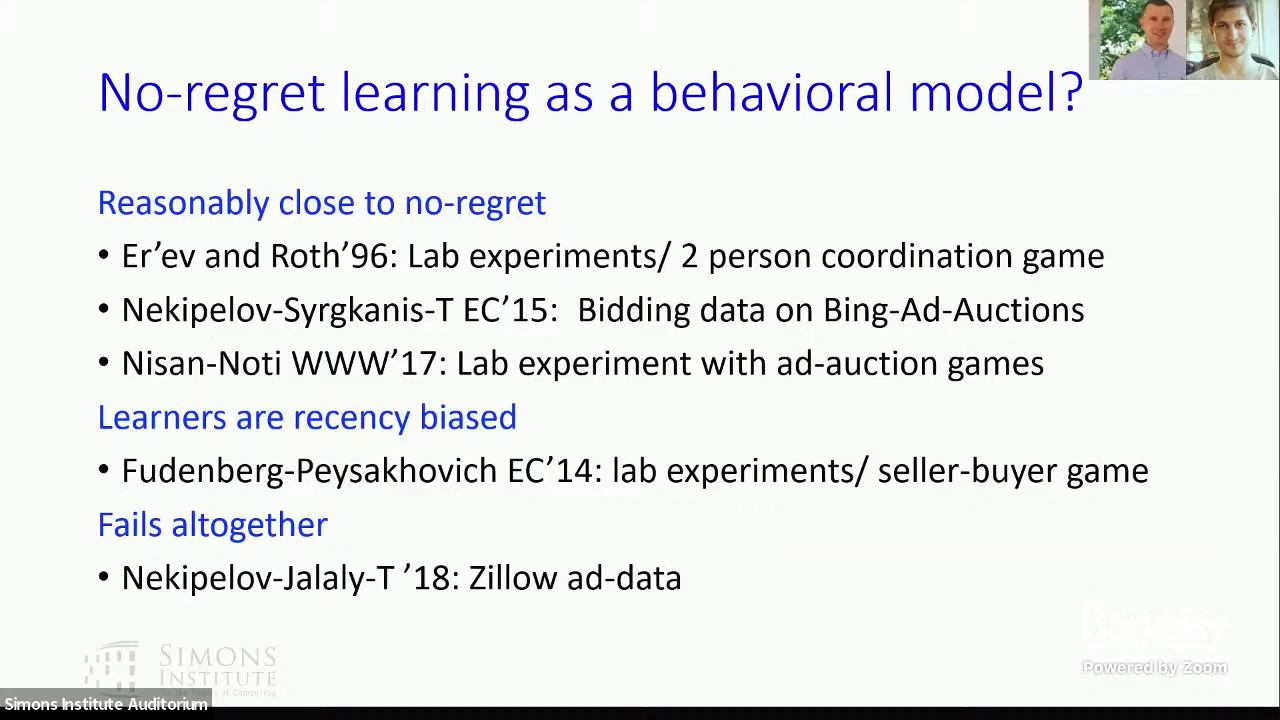 No-regret learning as a behavioral model?
Reasonably close to no-regret
• Er’ev and Roth’96: Lab experiments/ 2 person coordination game
• Nekipelov-Syrgkanis-T EC’15: Bidding data on Bing-Ad-Auctions
• Nisan-Noti WWW’17: Lab experiment with ad-auction games
Learners are recency biased
• Fudenberg-Peysakhovich EC’14: lab experiments/ seller-buyer game
Fails altogether
• Nekipelov-Jalaly-T ’18: Zillow ad-data
Berkeley
Powered by Zoom
SIMONS
INSTITUTE
Simons Institute Auditorium